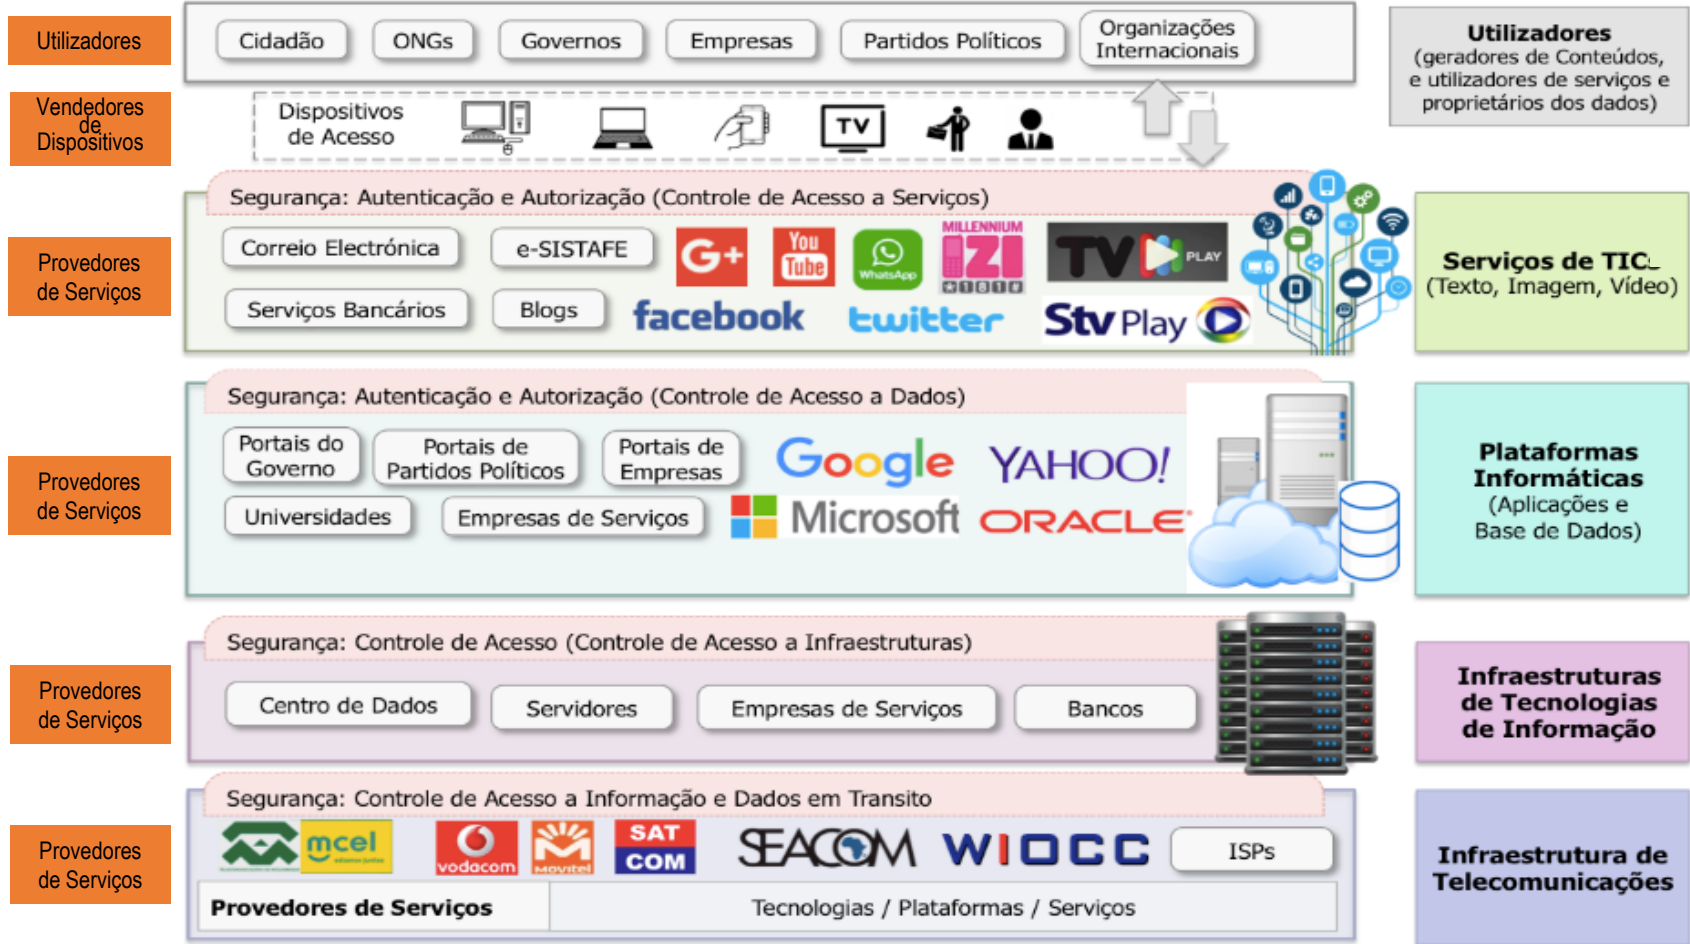 Utilizadores
Cidadão
ONGs
Governos
Empresas
Partidos Políticos
Organizações
Internacionais
Utilizadores
(geradores de Conteúdos,
e utilizadores de serviços e
proprietários dos dados)
Vendedores
de
Dispositivos
Dispositivos
de Acesso
TV
Segurança: Autenticação e Autorização (Controle de Acesso a Serviços)
Provedores
de Serviços
Correio Electrónica
e-SISTAFE
G+
You
Tube
WhatsApp
MILLENNIUM
IZI
*181#
TV PLAY
Serviços Bancários
Blogs
facebook
twitter
Stv Play
Serviços de TIC
(Texto, Imagem, Vídeo)
Segurança: Autenticação e Autorização (Controle de Acesso a Dados)
Provedores
de Serviços
Portais do
Governo
Portais de
Partidos Políticos
Portais de
Empresas
Google
YAHOO!
Universidades
Empresas de Serviços
Microsoft
ORACLE
Plataformas
Informáticas
(Aplicações e
Base de Dados)
Segurança: Controle de Acesso (Controle de Acesso a Infraestruturas)
Provedores
de Serviços
Centro de Dados
Servidores
Empresas de Serviços
Bancos
Infraestruturas
de Tecnologias
de Informação
Segurança: Controle de Acesso a Informação e Dados em Transito
Provedores
de Serviços
mcel
vodacom
Movitel
SAT
COM
SEACOM
WIOCC
ISPs
Provedores de Serviços
Tecnologias / Plataformas / Serviços
Infraestrutura de
Telecomunicações